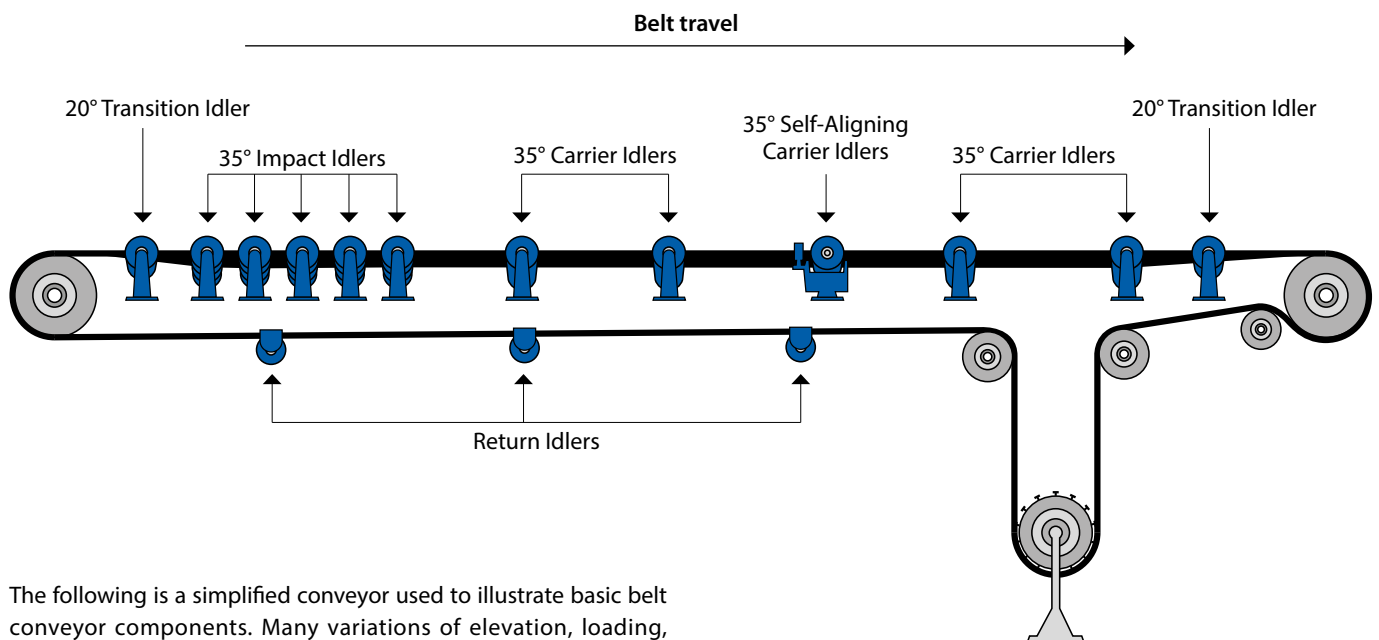 Belt travel
20° Transition Idler
35° Impact Idlers
35° Carrier Idlers
35° Self-Aligning
Carrier Idlers
35° Carrier Idlers
20° Transition Idler
Return Idlers
The following is a simplified conveyor used to illustrate basic belt
conveyor components. Many variations of elevation, loading,